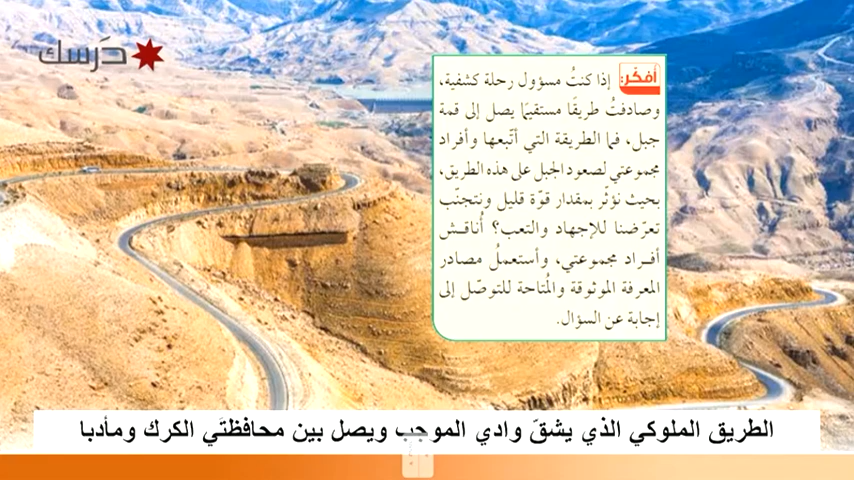 دَرسك
أفكّر: إذا كنتُ مسؤول رحلة كشفية،
وصادفتُ طريقًا مستقيمًا يصل إلى قمة
جبل، فما الطريقة التي أتّبعها وأفراد
مجموعتي لصعود الجبل على هذه الطريق،
بحيث نؤثّر بمقدار قوّة قليل ونتجنّب
تعرّضنا للإجهاد والتعب؟ أُناقش
أفراد مجموعتي، وأستعملُ مصادر
المعرفة الموثوقة والمُتاحة للتوصّل إلى
إجابة عن السؤال.
الطريق الملوكي الذي يشقّ وادي الموجب ويصل بين محافظتَي الكرك ومأدبا